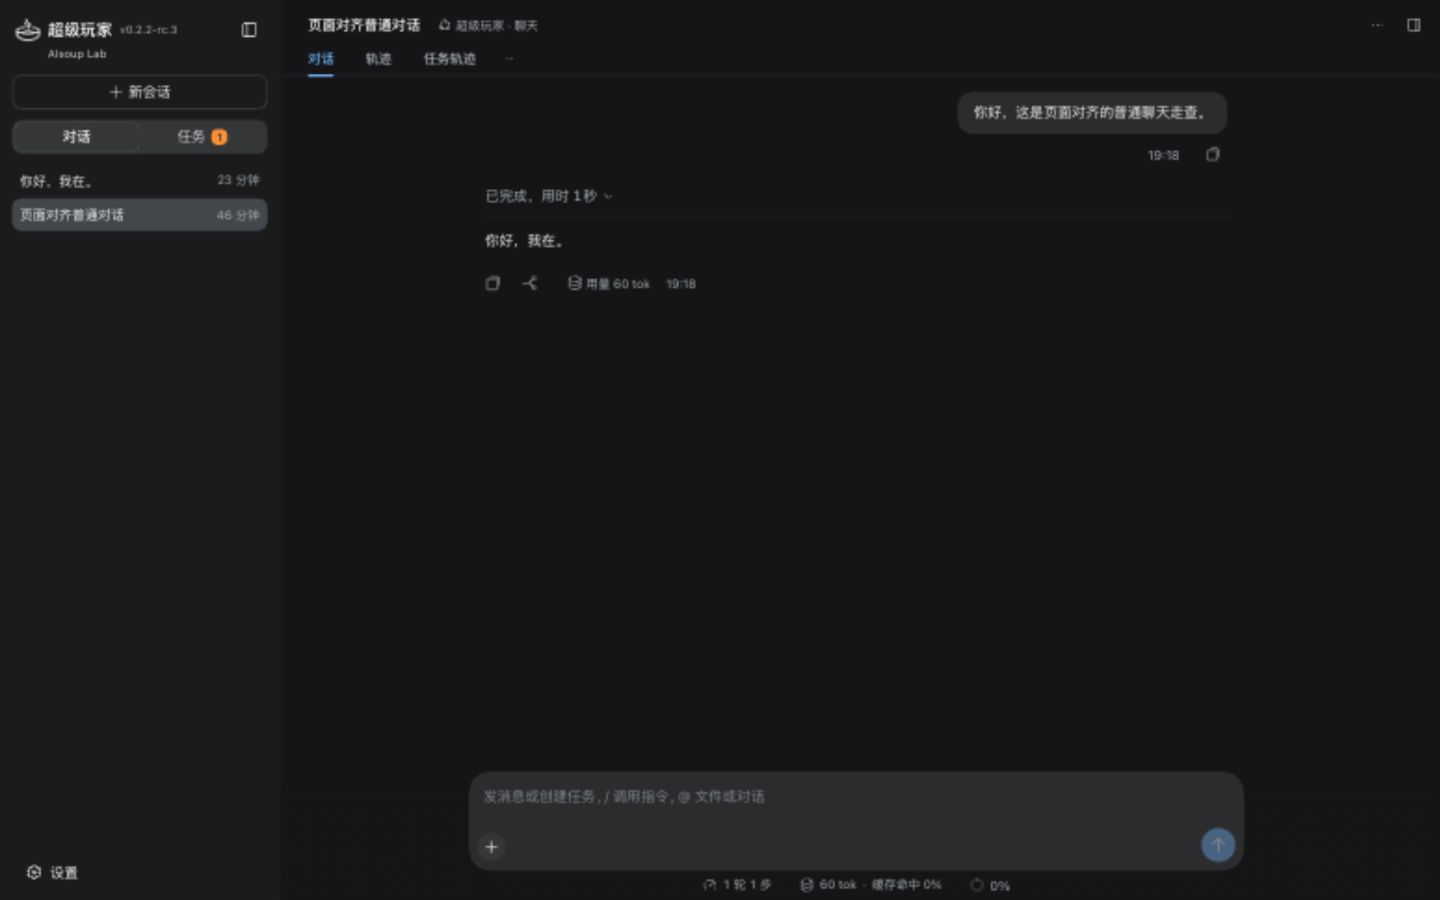 超级玩家 v0.2.2-rc.3
AIsoup Lab
新会话
对话 任务 1
你好，我在。 23 分钟
页面对齐普通对话 46 分钟
设置
页面对齐普通对话 超级玩家 · 聊天
对话 轨迹 任务轨迹
你好，这是页面对齐的普通聊天走查。
19:18
已完成，用时 1 秒
你好，我在。
用量 60 tok 19:18
发消息或创建任务, / 调用指令, @ 文件或对话
1 轮 1 步 60 tok · 缓存命中 0% 0%